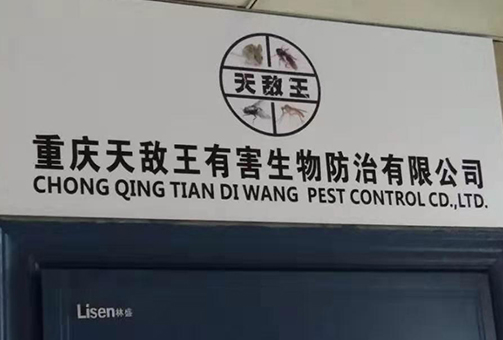 天敌王
重庆天敌王有害生物防治有限公司
CHONG QING TIAN DI WANG PEST CONTROL CD.,LTD.
Lisen林盛